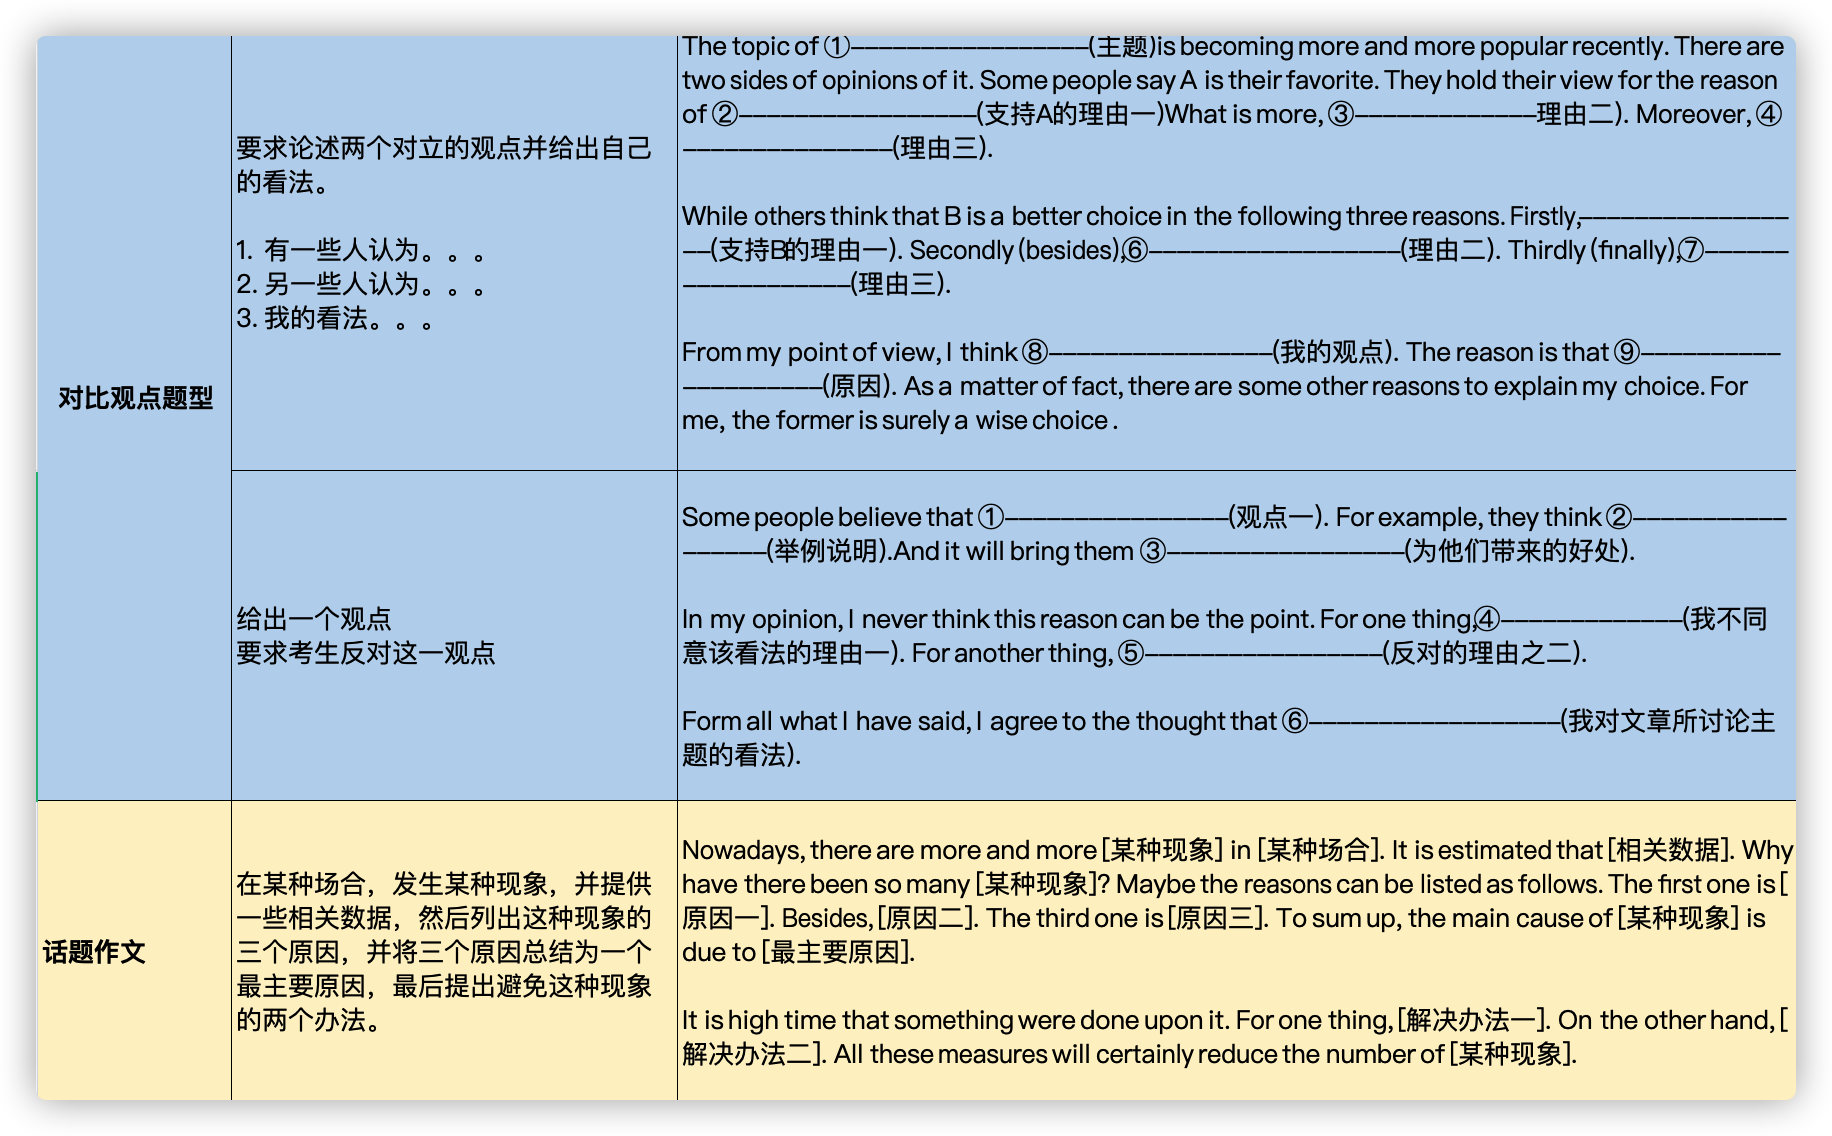 对比观点题型
要求论述两个对立的观点并给出自己
的看法。
1. 有一些人认为。。。
2. 另一些人认为。。。
3. 我的看法。。。
The topic of ①—————————————————(主题)is becoming more and more popular recently. There are
two sides of opinions of it. Some people say A is their favorite. They hold their view for the reason
of ②—————————————————(支持A的理由一)What is more, ③—————————————理由二). Moreover, ④
———————————————(理由三).
While others think that B is a better choice in the following three reasons. Firstly,———————————————
——(支持B的理由一). Secondly (besides),⑥——————————————————(理由二). Thirdly (finally),⑦——————
————————————(理由三).
From my point of view, I think ⑧————————————————(我的观点). The reason is that ⑨——————————
——————————(原因). As a matter of fact, there are some other reasons to explain my choice. For
me, the former is surely a wise choice .
给出一个观点
要求考生反对这一观点
Some people believe that ①————————————————(观点一). For example, they think ②———————————
——————(举例说明).And it will bring them ③—————————————————(为他们带来的好处).
In my opinion, I never think this reason can be the point. For one thing,④—————————————(我不同
意该看法的理由一). For another thing, ⑤—————————————————(反对的理由之二).
Form all what I have said, I agree to the thought that ⑥——————————————————(我对文章所讨论主
题的看法).
话题作文
在某种场合，发生某种现象，并提供
一些相关数据，然后列出这种现象的
三个原因，并将三个原因总结为一个
最主要原因，最后提出避免这种现象
的两个办法。
Nowadays, there are more and more [某种现象] in [某种场合]. It is estimated that [相关数据]. Why
have there been so many [某种现象]? Maybe the reasons can be listed as follows. The first one is [
原因一]. Besides, [原因二]. The third one is [原因三]. To sum up, the main cause of [某种现象] is
due to [最主要原因].
It is high time that something were done upon it. For one thing, [解决办法一]. On the other hand, [
解决办法二]. All these measures will certainly reduce the number of [某种现象].